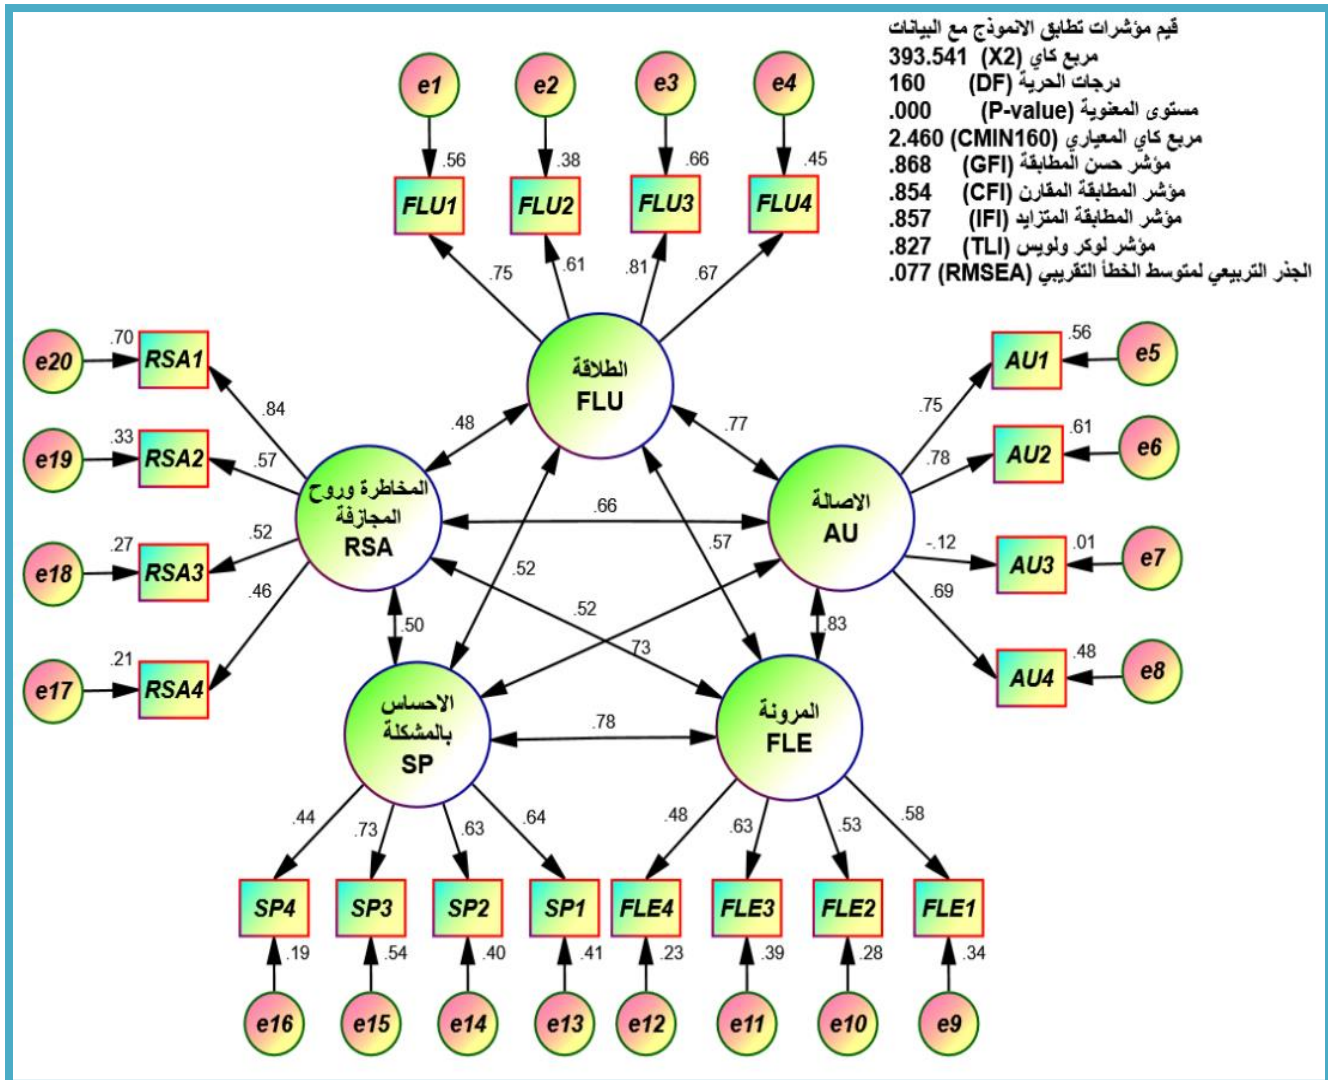 قيم مؤشرات تطابق الانموذج مع البيانات
مربع كاي (X2) 393.541
درجات الحرية (DF) 160
مستوى المعنوية (P-value) .000
مربع كاي المعياري (CMIN160) 2.460
مؤشر حسن المطابقة (GFI) .868
مؤشر المطابقة المقارن (CFI) .854
مؤشر المطابقة المتزايد (IFI) .857
مؤشر لوكر ولويس (TLI) .827
الجذر التربيعي لمتوسط الخطأ التقريبي (RMSEA) .077
e1 e2 e3 e4
.56 .38 .66 .45
FLU1 FLU2 FLU3 FLU4
.75 .61 .81 .67
الطلاقة
FLU
e20 .70 RSA1
e19 .33 RSA2
e18 .27 RSA3
e17 .21 RSA4
.84
.57
.52
.46
المخاطرة وروح
المجازفة
RSA
.48
.77
.66
.52
.57
.52
.73
.50
.83
.78
الاصالة
AU
.75
.78
-.12
.69
AU1 .56 e5
AU2 .61 e6
AU3 .01 e7
AU4 .48 e8
الاحساس
بالمشكلة
SP
المرونة
FLE
.44 .73 .63 .64 .48 .63 .53 .58
SP4 SP3 SP2 SP1 FLE4 FLE3 FLE2 FLE1
.19 .54 .40 .41 .23 .39 .28 .34
e16 e15 e14 e13 e12 e11 e10 e9